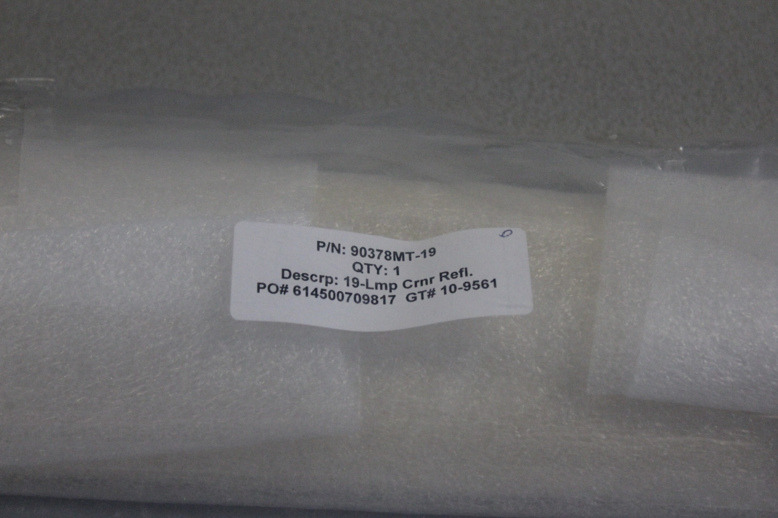 P/N: 90378MT-19
QTY: 1
Descrp: 19-Lmp Crnr Refl.
PO# 614500709817 GT# 10-9561